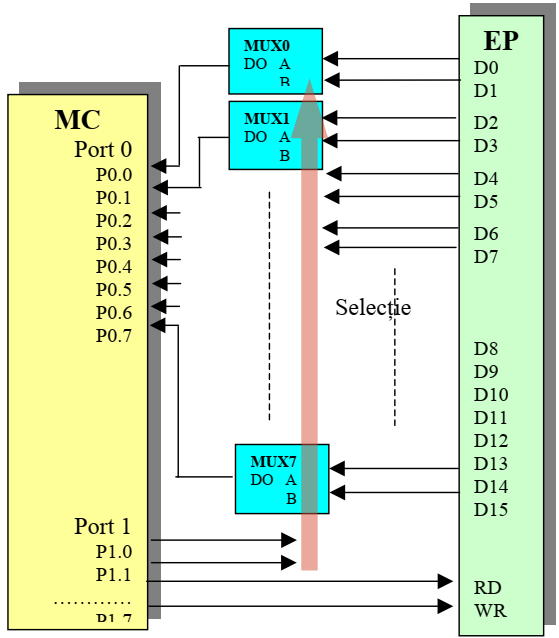 MC
Port 0
P0.0
P0.1
P0.2
P0.3
P0.4
P0.5
P0.6
P0.7
Port 1
P1.0
P1.1
............
P1.7
MUX0
DO A
B
MUX1
DO A
B
Selecție
MUX7
DO A
B
EP
D0
D1
D2
D3
D4
D5
D6
D7
D8
D9
D10
D11
D12
D13
D14
D15
RD
WR